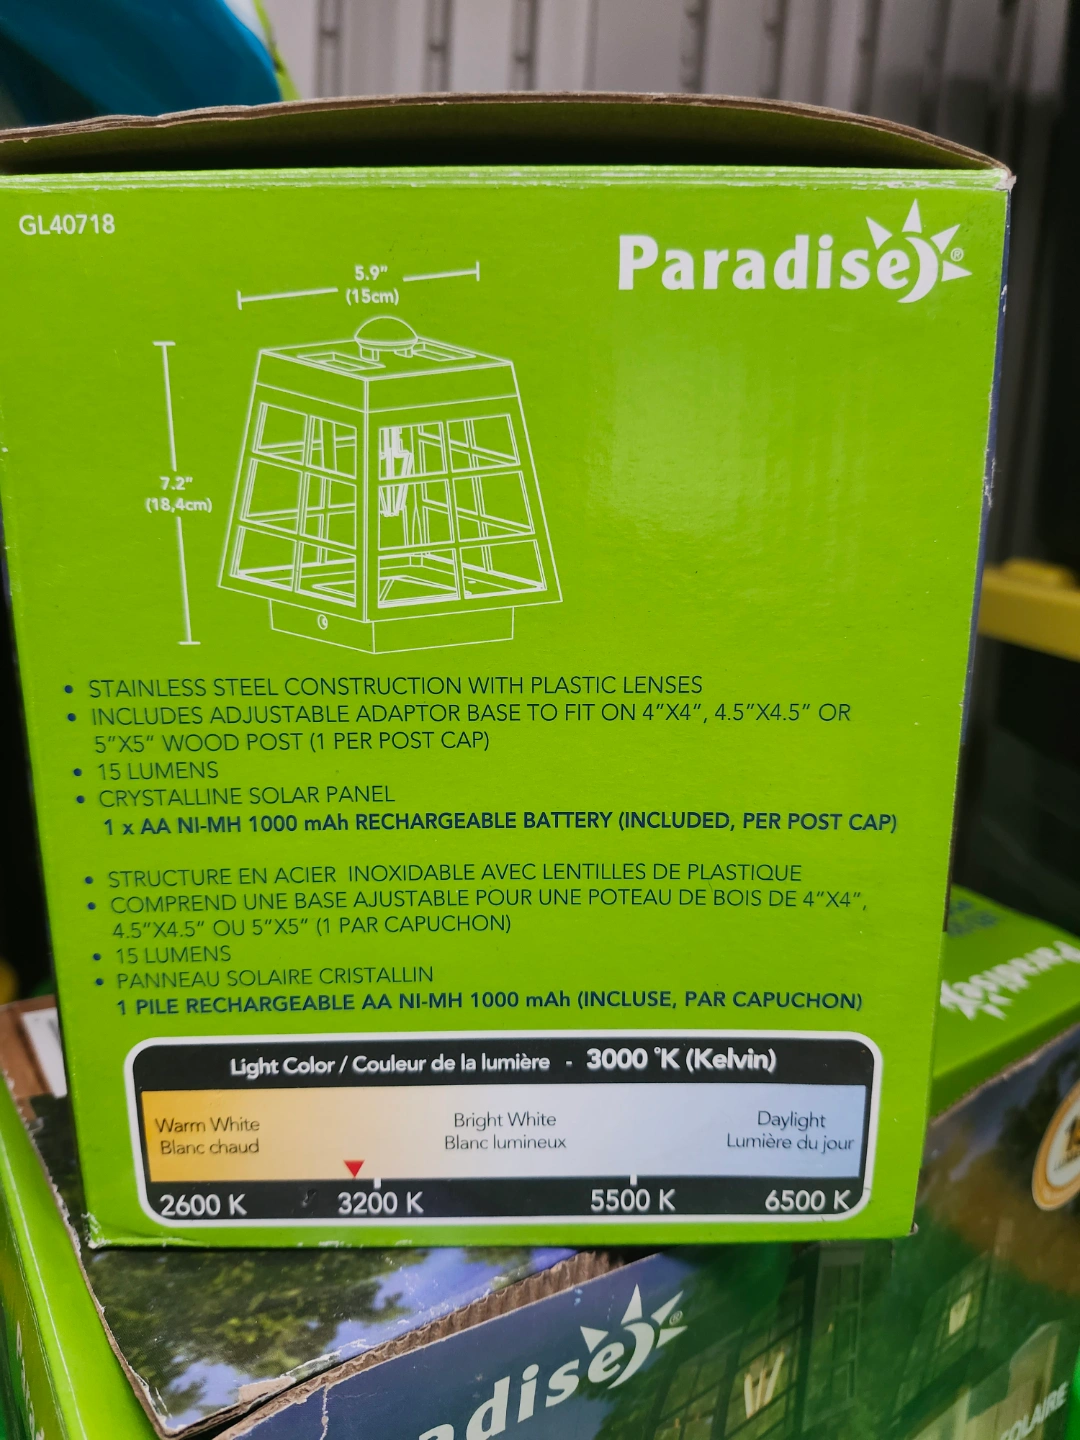 GL40718
Paradise®
5.9"
(15cm)
7.2"
(18,4cm)
• STAINLESS STEEL CONSTRUCTION WITH PLASTIC LENSES
• INCLUDES ADJUSTABLE ADAPTOR BASE TO FIT ON 4"X4", 4.5"X4.5" OR
5"X5" WOOD POST (1 PER POST CAP)
• 15 LUMENS
• CRYSTALLINE SOLAR PANEL
1 x AA NI-MH 1000 mAh RECHARGEABLE BATTERY (INCLUDED, PER POST CAP)
• STRUCTURE EN ACIER INOXIDABLE AVEC LENTILLES DE PLASTIQUE
• COMPREND UNE BASE AJUSTABLE POUR UNE POTEAU DE BOIS DE 4"X4",
4.5"X4.5" OU 5"X5" (1 PAR CAPUCHON)
• 15 LUMENS
• PANNEAU SOLAIRE CRISTALLIN
1 PILE RECHARGEABLE AA NI-MH 1000 mAh (INCLUSE, PAR CAPUCHON)
Light Color / Couleur de la lumière - 3000 °K (Kelvin)
Warm White
Blanc chaud
Bright White
Blanc lumineux
Daylight
Lumière du jour
2600 K
3200 K
5500 K
6500 K
Paradise
adise®
OLAIRE